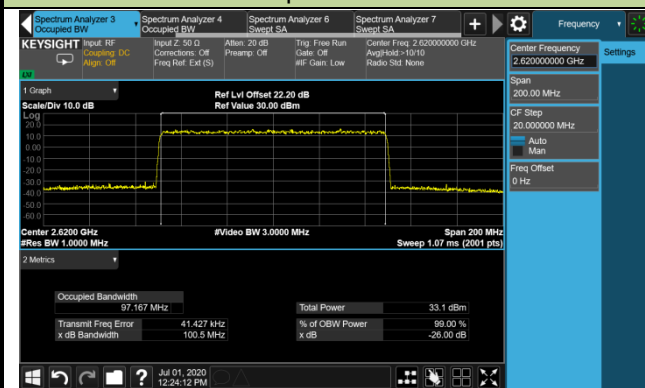 Spectrum Analyzer 3
Occupied BW
Spectrum Analyzer 4
Occupied BW
Spectrum Analyzer 6
Swept SA
Spectrum Analyzer 7
Swept SA
+
Frequency
KEYSIGHT
Input: RF
Coupling: DC
Align: Off
Input Z: 50 Ω
Corrections: Off
Freq Ref: Ext (S)
Atten: 20 dB
Preamp: Off
Trig: Free Run
Gate: Off
#IF Gain: Low
Center Freq: 2.620000000 GHz
Avg|Hold:>10/10
Radio Std: None
Center Frequency
2.620000000 GHz
Settings
Span
200.00 MHz
CF Step
20.000000 MHz
Auto
Man
Freq Offset
0 Hz
1 Graph
Scale/Div 10.0 dB
Ref Lvl Offset 22.20 dB
Ref Value 30.00 dBm
Log
20.0
10.0
0.00
-10.0
-20.0
-30.0
-40.0
-50.0
-60.0
Center 2.6200 GHz
#Res BW 1.0000 MHz
#Video BW 3.0000 MHz
Span 200 MHz
Sweep 1.07 ms (2001 pts)
2 Metrics
Occupied Bandwidth
97.167 MHz
Total Power 33.1 dBm
Transmit Freq Error 41.427 kHz
% of OBW Power 99.00 %
x dB Bandwidth 100.5 MHz
x dB -26.00 dB
?
Jul 01, 2020
12:24:12 PM